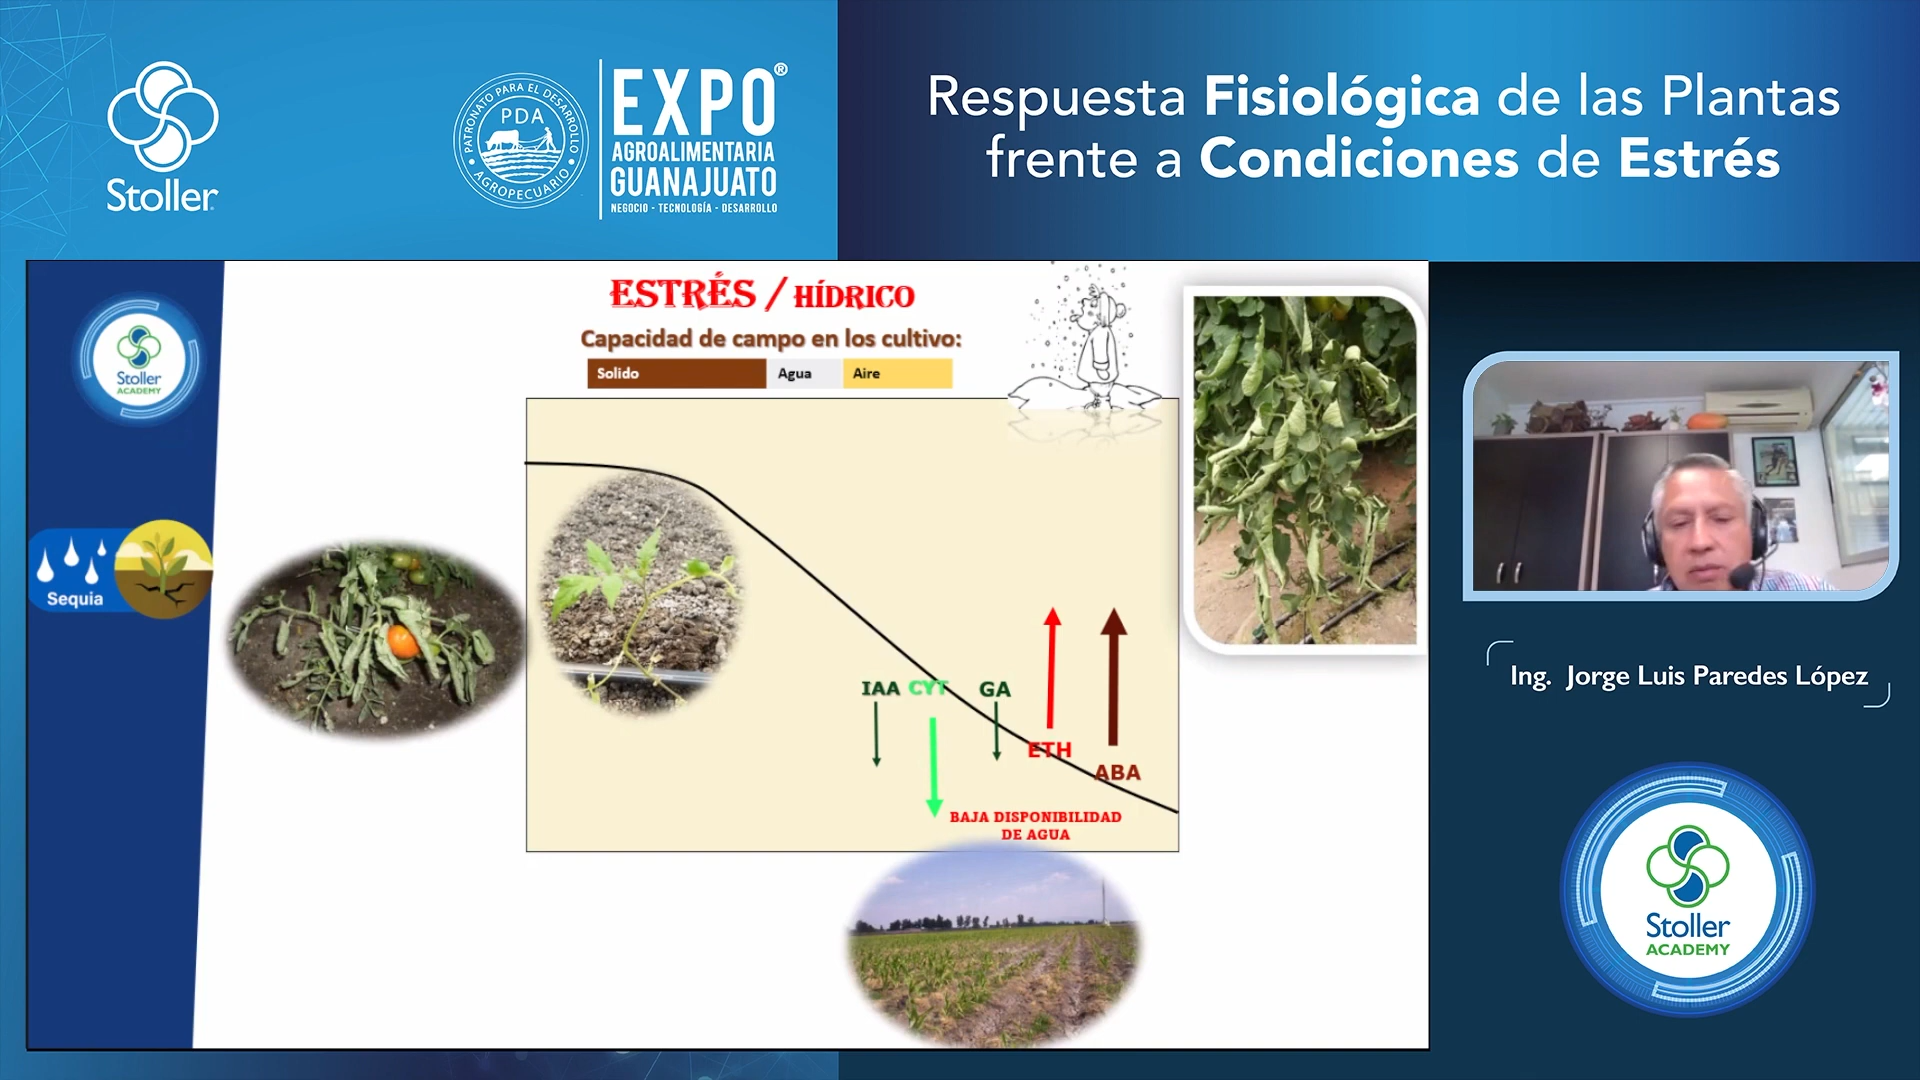 Stoller
PATRONATO PARA EL DESARROLLO
PDA
AGROPECUARIO
EXPO®
AGROALIMENTARIA
GUANAJUATO
NEGOCIO - TECNOLOGÍA - DESARROLLO
Respuesta Fisiológica de las Plantas
frente a Condiciones de Estrés
ESTRÉS / HÍDRICO
Capacidad de campo en los cultivo:
Solido Agua Aire
Stoller
ACADEMY
Sequia
IAA CYT GA
ETH
ABA
BAJA DISPONIBILIDAD
DE AGUA
Ing. Jorge Luis Paredes López
Stoller
ACADEMY